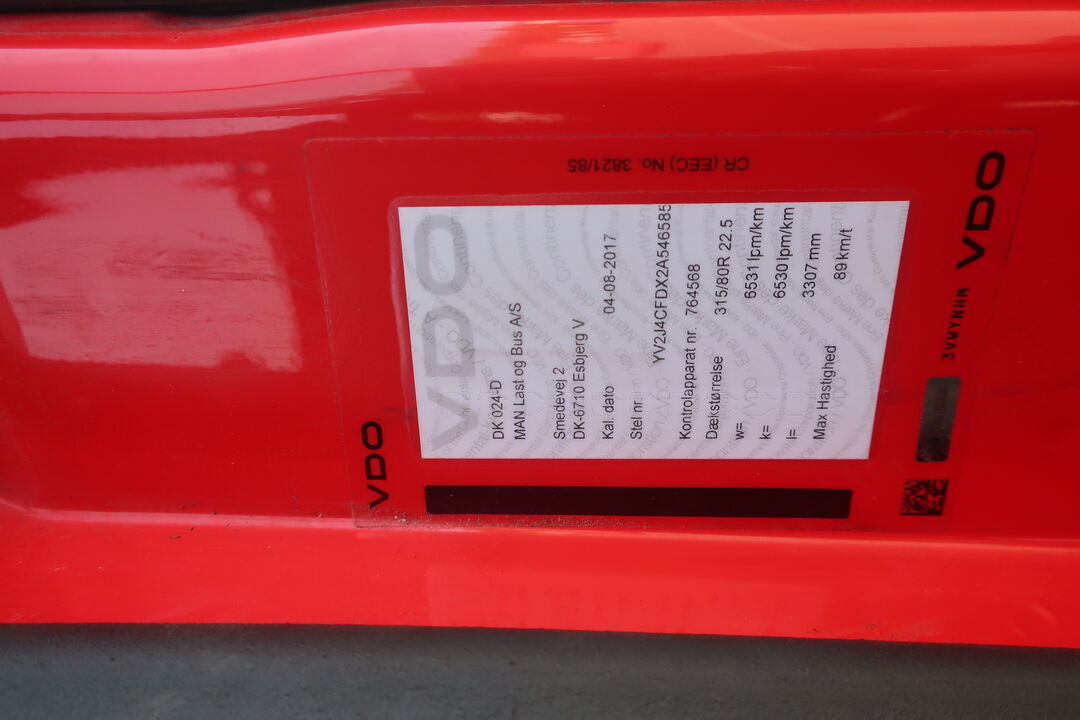 CR (EEC) No. 3821/85
VDO
VDO
DK 024-D
MAN Last og Bus A/S
Smedevej 2
DK-6710 Esbjerg V
Kal. dato 04-08-2017
Stel nr. YV2J4CFDX2A546585
Kontrolapparat nr. 764568
Dækstørrelse 315/80R 22.5
w= 6531 Ipm/km
k= 6530 Ipm/km
l= 3307 mm
Max Hastighed 89 km/t
VDO
3VWYNHM